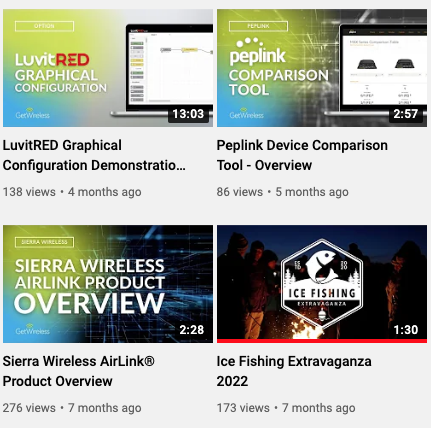 OPTION
LuvitRED
GRAPHICAL
CONFIGURATION
GetWireless
13:03
PEPLINK
peplink
COMPARISON
TOOL
GetWireless
2:57
LuvitRED Graphical
Configuration Demonstratio...
138 views • 4 months ago
Peplink Device Comparison
Tool - Overview
86 views • 5 months ago
SIERRA WIRELESS
SIERRA WIRELESS
AIRLINK PRODUCT
OVERVIEW
GetWireless
2:28
ICE FISHING
EXTRAVAGANZA
1:30
Sierra Wireless AirLink®
Product Overview
276 views • 7 months ago
Ice Fishing Extravaganza
2022
173 views • 7 months ago